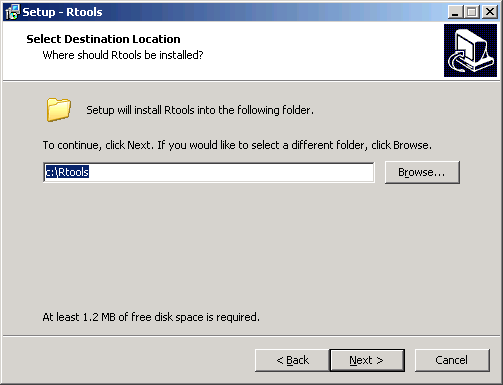 Setup - Rtools
Select Destination Location
Where should Rtools be installed?
Setup will install Rtools into the following folder.
To continue, click Next. If you would like to select a different folder, click Browse.
c:\Rtools
Browse...
At least 1.2 MB of free disk space is required.
< Back
Next >
Cancel